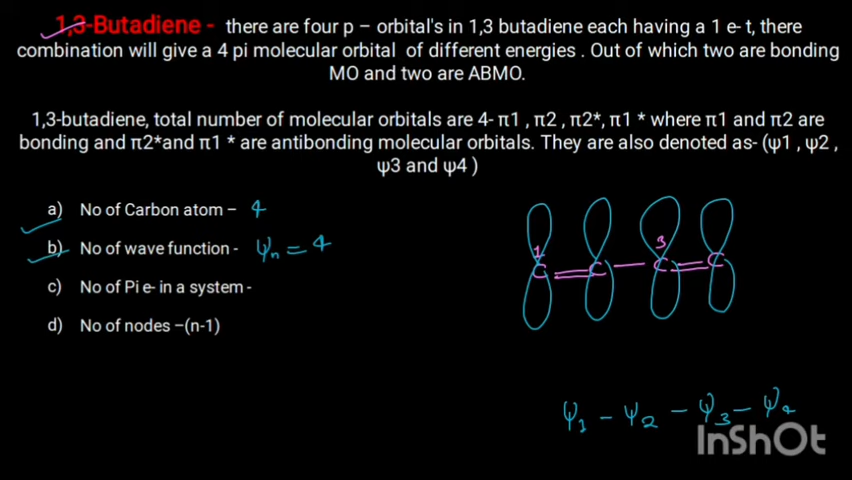 1,3-Butadiene - there are four p – orbital's in 1,3 butadiene each having a 1 e- t, there
combination will give a 4 pi molecular orbital of different energies . Out of which two are bonding
MO and two are ABMO.
1,3-butadiene, total number of molecular orbitals are 4- π1 , π2 , π2*, π1 * where π1 and π2 are
bonding and π2*and π1 * are antibonding molecular orbitals. They are also denoted as- (ψ1 , ψ2 ,
ψ3 and ψ4 )
a) No of Carbon atom – 4
b) No of wave function - ψn = 4
c) No of Pi e- in a system -
d) No of nodes –(n-1)
1 3
C = C — C = C
ψ1 - ψ2 - ψ3 - ψ4
InShOt